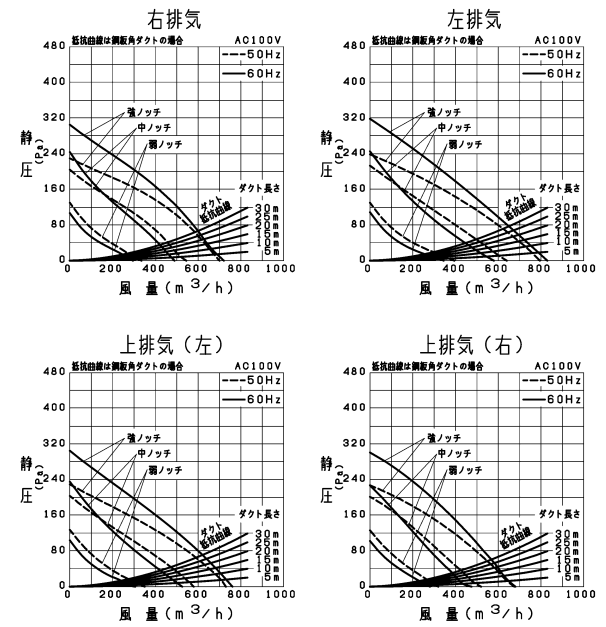 右排気
抵抗曲線は鋼板角ダクトの場合 AC100V
50Hz
60Hz
480
400
320
240
160
80
0
静圧(Pa)
強ノッチ
中ノッチ
弱ノッチ
ダクト抵抗曲線
ダクト長さ
30m
25m
20m
15m
10m
5m
0 200 400 600 800 1000
風量(m3/h)
左排気
抵抗曲線は鋼板角ダクトの場合 AC100V
50Hz
60Hz
480
400
320
240
160
80
0
静圧(Pa)
強ノッチ
中ノッチ
弱ノッチ
ダクト抵抗曲線
ダクト長さ
30m
25m
20m
15m
10m
5m
0 200 400 600 800 1000
風量(m3/h)
上排気(左)
抵抗曲線は鋼板角ダクトの場合 AC100V
50Hz
60Hz
480
400
320
240
160
80
0
静圧(Pa)
強ノッチ
中ノッチ
弱ノッチ
ダクト抵抗曲線
ダクト長さ
30m
25m
20m
15m
10m
5m
0 200 400 600 800 1000
風量(m3/h)
上排気(右)
抵抗曲線は鋼板角ダクトの場合 AC100V
50Hz
60Hz
480
400
320
240
160
80
0
静圧(Pa)
強ノッチ
中ノッチ
弱ノッチ
ダクト抵抗曲線
ダクト長さ
30m
25m
20m
15m
10m
5m
0 200 400 600 800 1000
風量(m3/h)